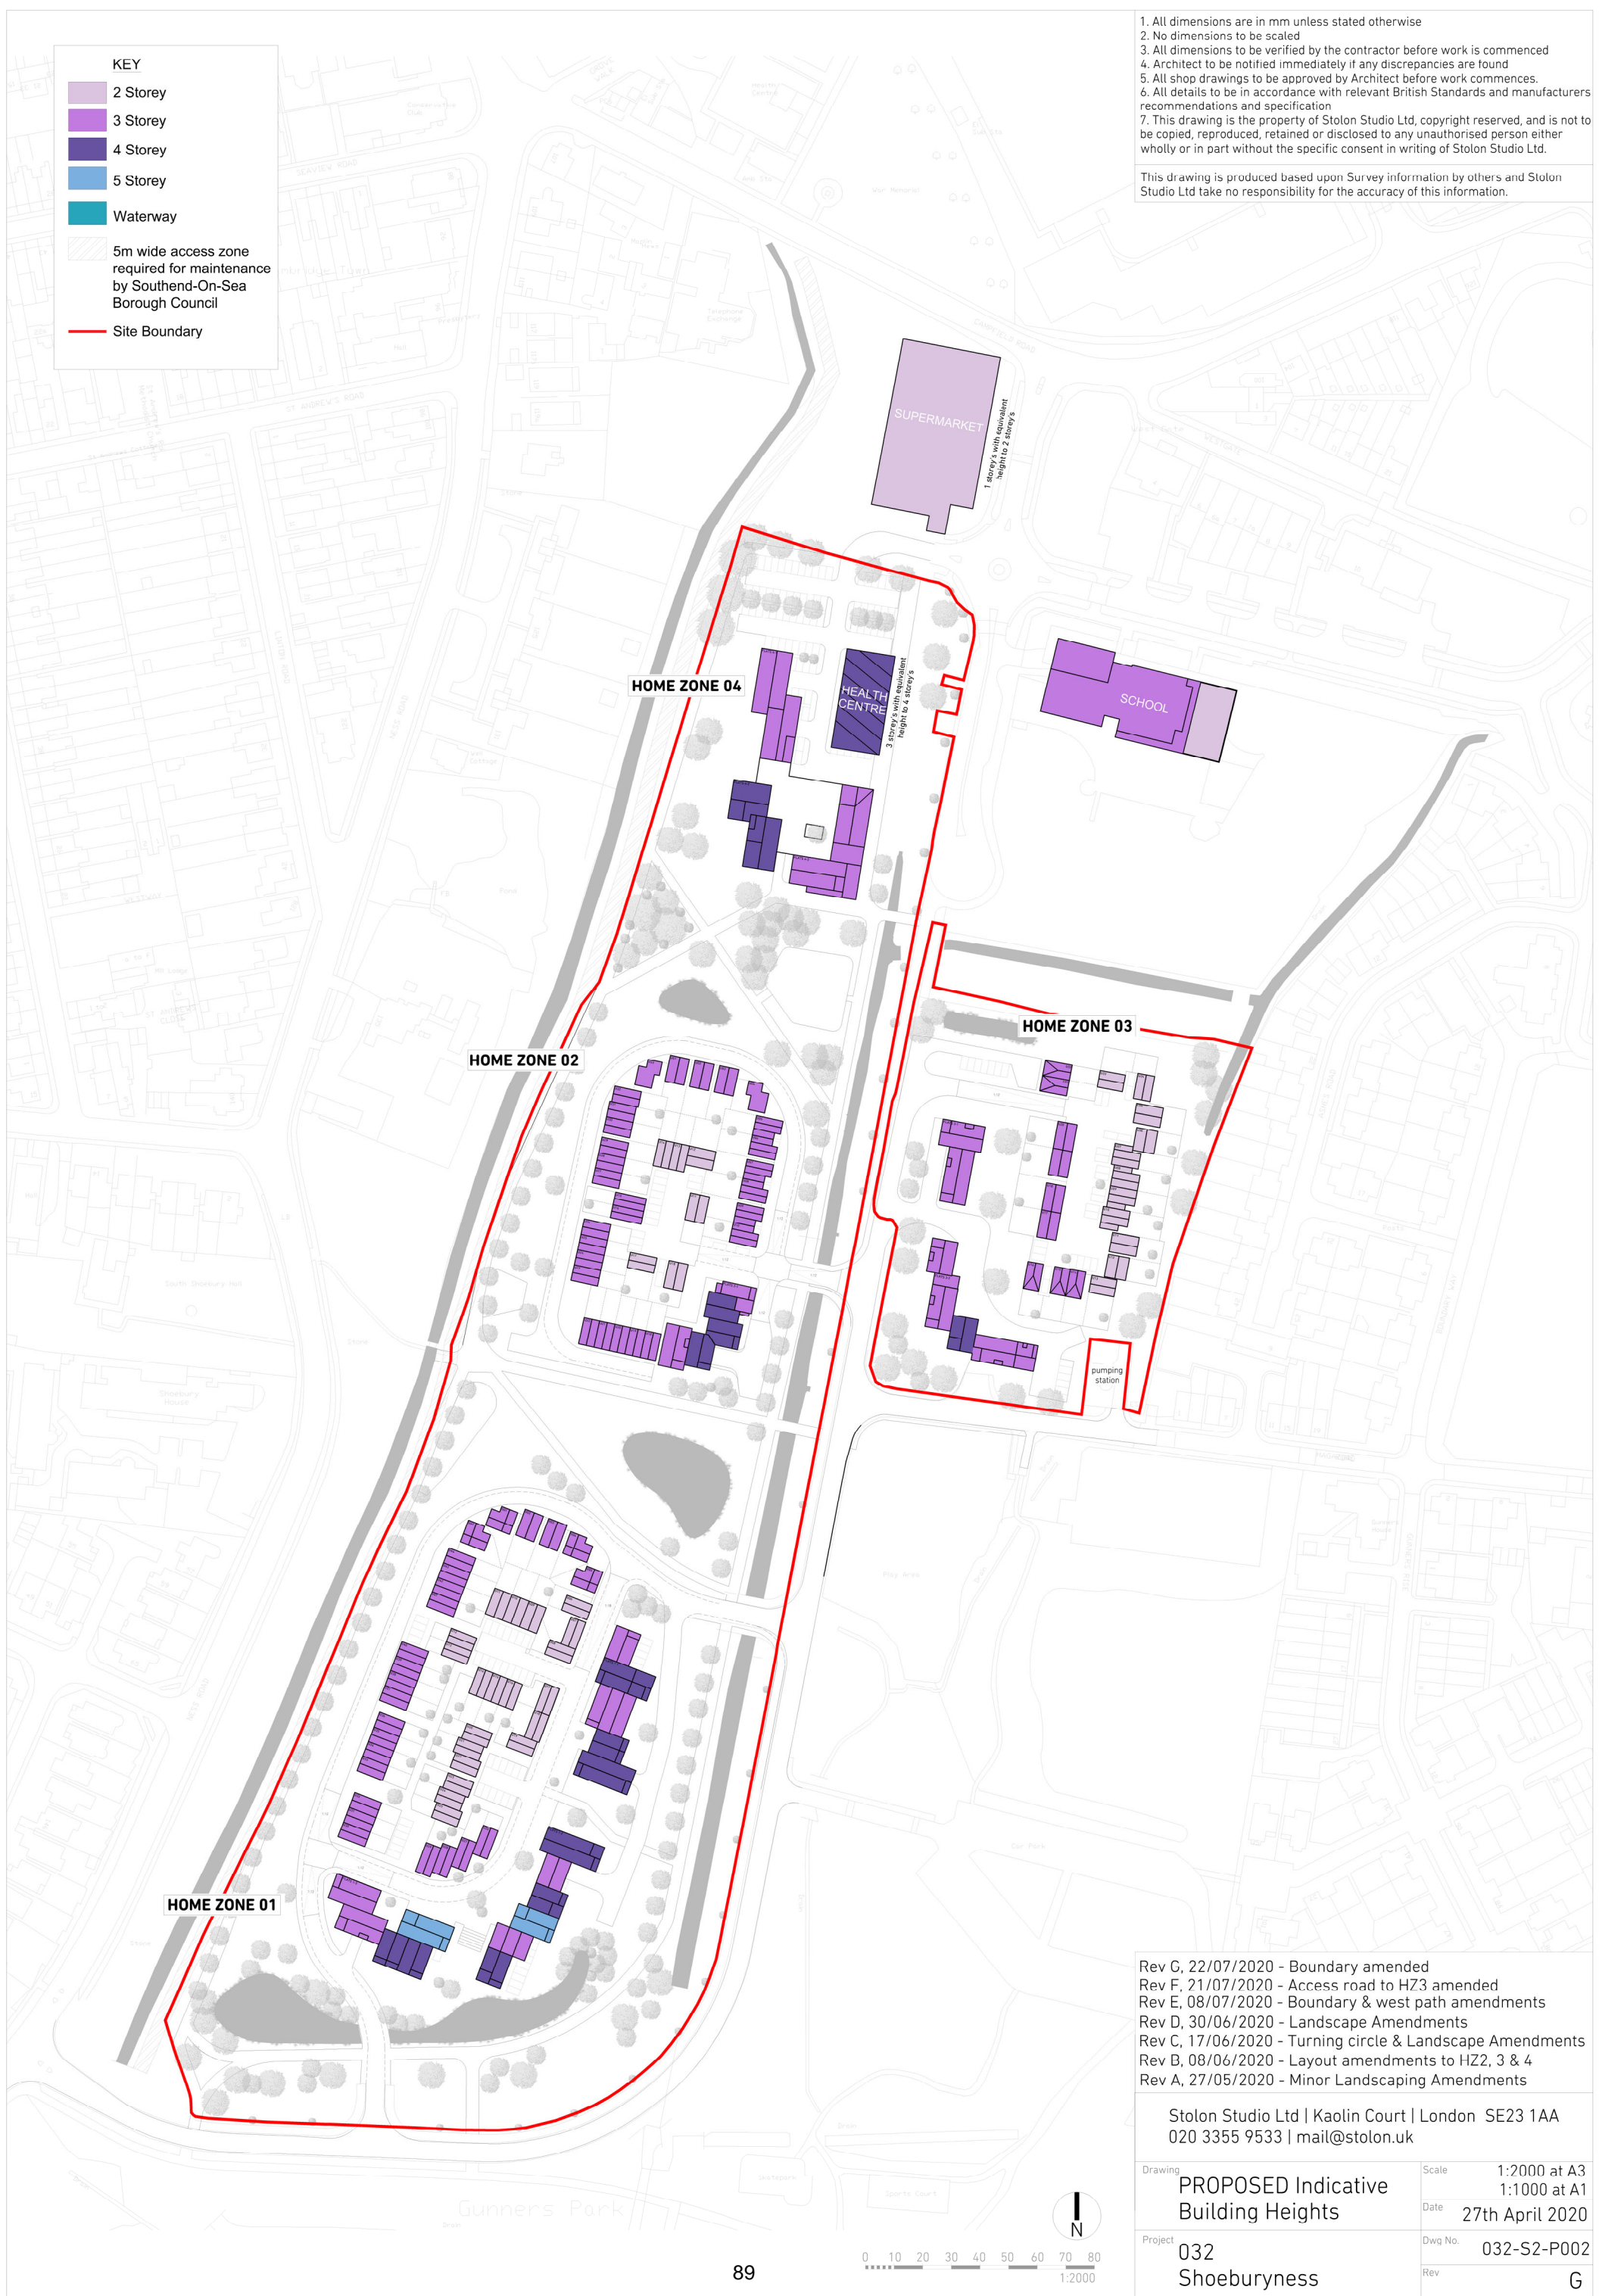 KEY
2 Storey
3 Storey
4 Storey
5 Storey
Waterway
5m wide access zone
required for maintenance
by Southend-On-Sea
Borough Council
Site Boundary
1. All dimensions are in mm unless stated otherwise
2. No dimensions to be scaled
3. All dimensions to be verified by the contractor before work is commenced
4. Architect to be notified immediately if any discrepancies are found
5. All shop drawings to be approved by Architect before work commences.
6. All details to be in accordance with relevant British Standards and manufacturers
recommendations and specification
7. This drawing is the property of Stolon Studio Ltd, copyright reserved, and is not to
be copied, reproduced, retained or disclosed to any unauthorised person either
wholly or in part without the specific consent in writing of Stolon Studio Ltd.
This drawing is produced based upon Survey information by others and Stolon
Studio Ltd take no responsibility for the accuracy of this information.
SEAVIEW ROAD
CAMPFIELD ROAD
SUPERMARKET
1 storey's with equivalent
height to 2 storey's
HOME ZONE 04
HEALTH
CENTRE
3 storey's with equivalent
height to 4 storey's
SCHOOL
HOME ZONE 03
HOME ZONE 02
pumping
station
Play Area
Car Park
HOME ZONE 01
Gunners Park
Rev G, 22/07/2020 - Boundary amended
Rev F, 21/07/2020 - Access road to HZ3 amended
Rev E, 08/07/2020 - Boundary & west path amendments
Rev D, 30/06/2020 - Landscape Amendments
Rev C, 17/06/2020 - Turning circle & Landscape Amendments
Rev B, 08/06/2020 - Layout amendments to HZ2, 3 & 4
Rev A, 27/05/2020 - Minor Landscaping Amendments
Stolon Studio Ltd | Kaolin Court | London SE23 1AA
020 3355 9533 | mail@stolon.uk
Drawing
PROPOSED Indicative
Building Heights
Scale
1:2000 at A3
1:1000 at A1
Date
27th April 2020
Project
032
Shoeburyness
Dwg No.
032-S2-P002
Rev
G
N
0 10 20 30 40 50 60 70 80
1:2000
89